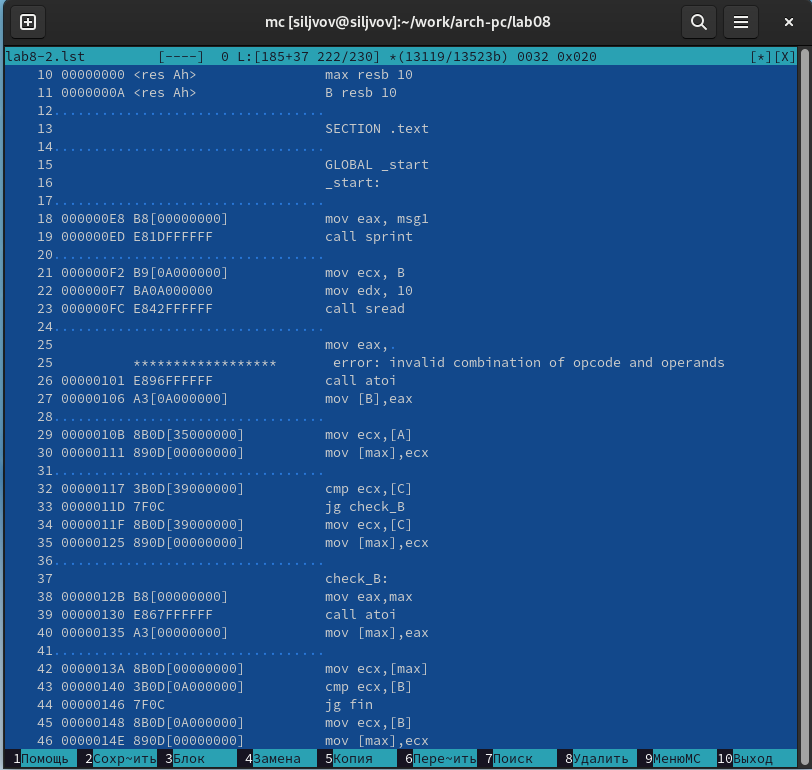 mc [siljvov@siljvov]:~/work/arch-pc/lab08
lab8-2.lst [----] 0 L:[185+37 222/230] *(13119/13523b) 0032 0x020 [*][X]
10 00000000 <res Ah> max resb 10
11 0000000A <res Ah> B resb 10
12..................................
13 SECTION .text
14..................................
15 GLOBAL _start
16 _start:
17..................................
18 000000E8 B8[00000000] mov eax, msg1
19 000000ED E81DFFFFFF call sprint
20..................................
21 000000F2 B9[0A000000] mov ecx, B
22 000000F7 BA0A000000 mov edx, 10
23 000000FC E842FFFFFF call sread
24..................................
25 mov eax,.
25 ****************** error: invalid combination of opcode and operands
26 00000101 E896FFFFFF call atoi
27 00000106 A3[0A000000] mov [B],eax
28..................................
29 0000010B 8B0D[35000000] mov ecx,[A]
30 00000111 890D[00000000] mov [max],ecx
31..................................
32 00000117 3B0D[39000000] cmp ecx,[C]
33 0000011D 7F0C jg check_B
34 0000011F 8B0D[39000000] mov ecx,[C]
35 00000125 890D[00000000] mov [max],ecx
36..................................
37 check_B:
38 0000012B B8[00000000] mov eax,max
39 00000130 E867FFFFFF call atoi
40 00000135 A3[00000000] mov [max],eax
41..................................
42 0000013A 8B0D[00000000] mov ecx,[max]
43 00000140 3B0D[0A000000] cmp ecx,[B]
44 00000146 7F0C jg fin
45 00000148 8B0D[0A000000] mov ecx,[B]
46 0000014E 890D[00000000] mov [max],ecx
1Помощь 2Сохр~ить 3Блок 4Замена 5Копия 6Пере~ить 7Поиск 8Удалить 9МенюМС 10Выход